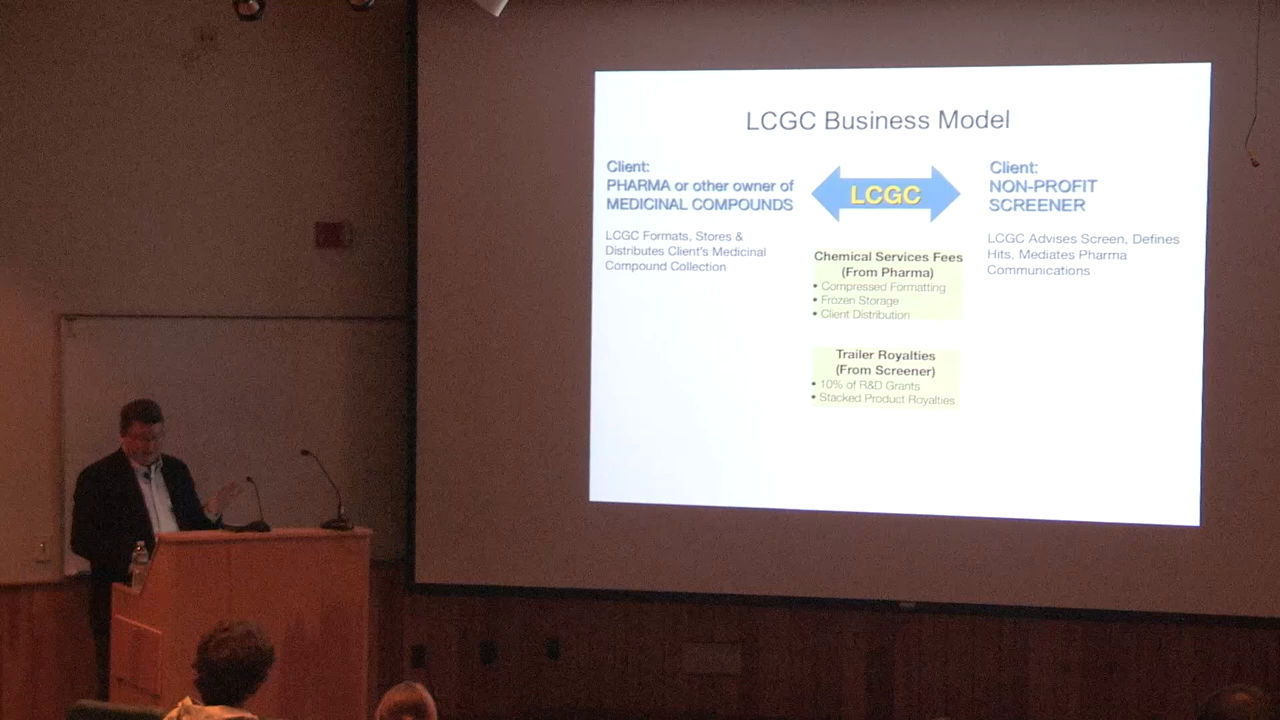 LCGC Business Model
Client:
PHARMA or other owner of
MEDICINAL COMPOUNDS
LCGC Formats, Stores &
Distributes Client's Medicinal
Compound Collection
LCGC
Chemical Services Fees
(From Pharma)
• Compressed Formatting
• Frozen Storage
• Client Distribution
Trailer Royalties
(From Screener)
• 10% of R&D Grants
• Stacked Product Royalties
Client:
NON-PROFIT
SCREENER
LCGC Advises Screen, Defines
Hits, Mediates Pharma
Communications